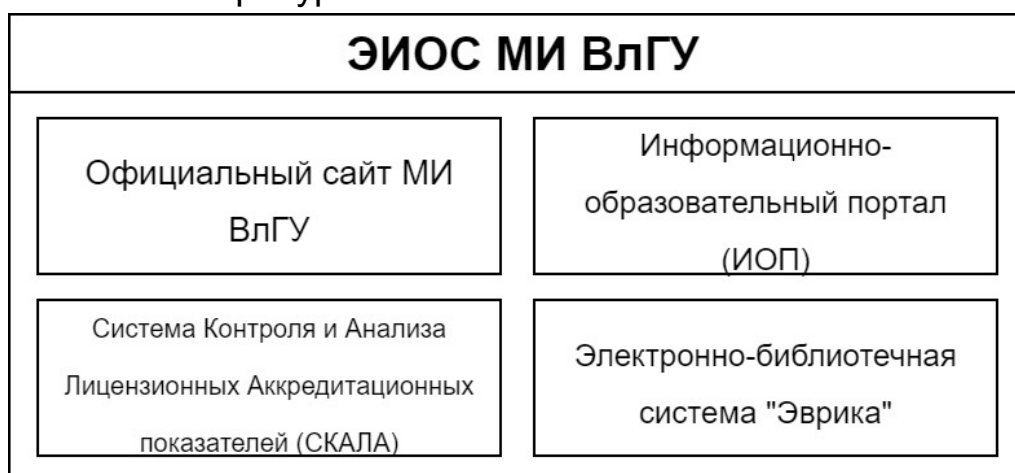 ЭИОС МИ ВлГУ
Официальный сайт МИ
ВлГУ
Информационно-
образовательный портал
(ИОП)
Система Контроля и Анализа
Лицензионных Аккредитационных
показателей (СКАЛА)
Электронно-библиотечная
система "Эврика"